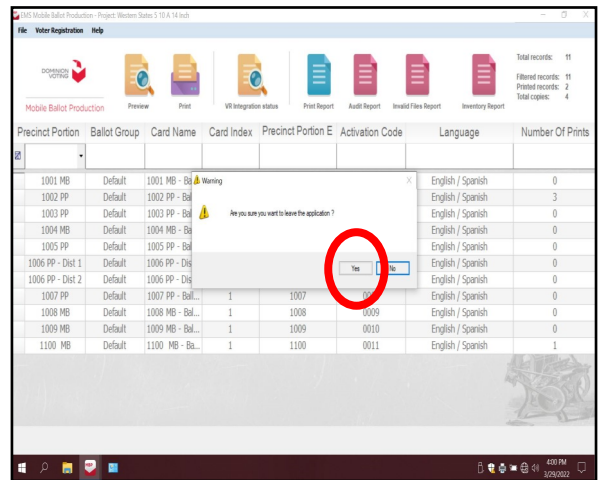 EMS Mobile Ballot Production - Project: Western States 5 10 A 14 inch
File Voter Registration Help
DOMINION VOTING
Mobile Ballot Production
Preview Print VR Integration status Print Report Audit Report Invalid Files Report Inventory Report
Total records: 11
Filtered records: 11
Printed records: 2
Total copies: 4
Precinct Portion Ballot Group Card Name Card Index Precinct Portion E Activation Code Language Number Of Prints
1001 MB Default 1001 MB - Ba English / Spanish 0
1002 PP Default 1002 PP - Bal English / Spanish 3
1003 PP Default 1003 PP - Bal English / Spanish 0
1004 MB Default 1004 MB - Ba English / Spanish 0
1005 PP Default 1005 PP - Bal English / Spanish 0
1006 PP - Dist 1 Default 1006 PP - Dis English / Spanish 0
1006 PP - Dist 2 Default 1006 PP - Dis English / Spanish 0
1007 PP Default 1007 PP - Ball... 1 1007 English / Spanish 0
1008 MB Default 1008 MB - Bal... 1 1008 0009 English / Spanish 0
1009 MB Default 1009 MB - Bal... 1 1009 0010 English / Spanish 0
1100 MB Default 1100 MB - Ba... 1 1100 0011 English / Spanish 1
Warning
Are you sure you want to leave the application ?
Yes No
4:00 PM
3/29/2022